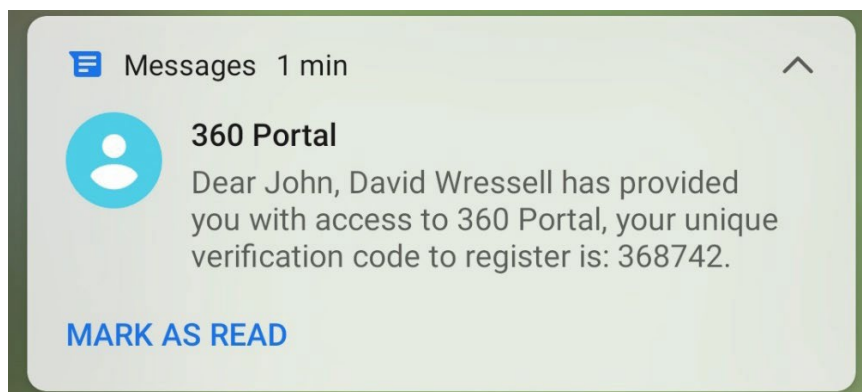 Messages 1 min
360 Portal
Dear John, David Wressell has provided
you with access to 360 Portal, your unique
verification code to register is: 368742.
MARK AS READ